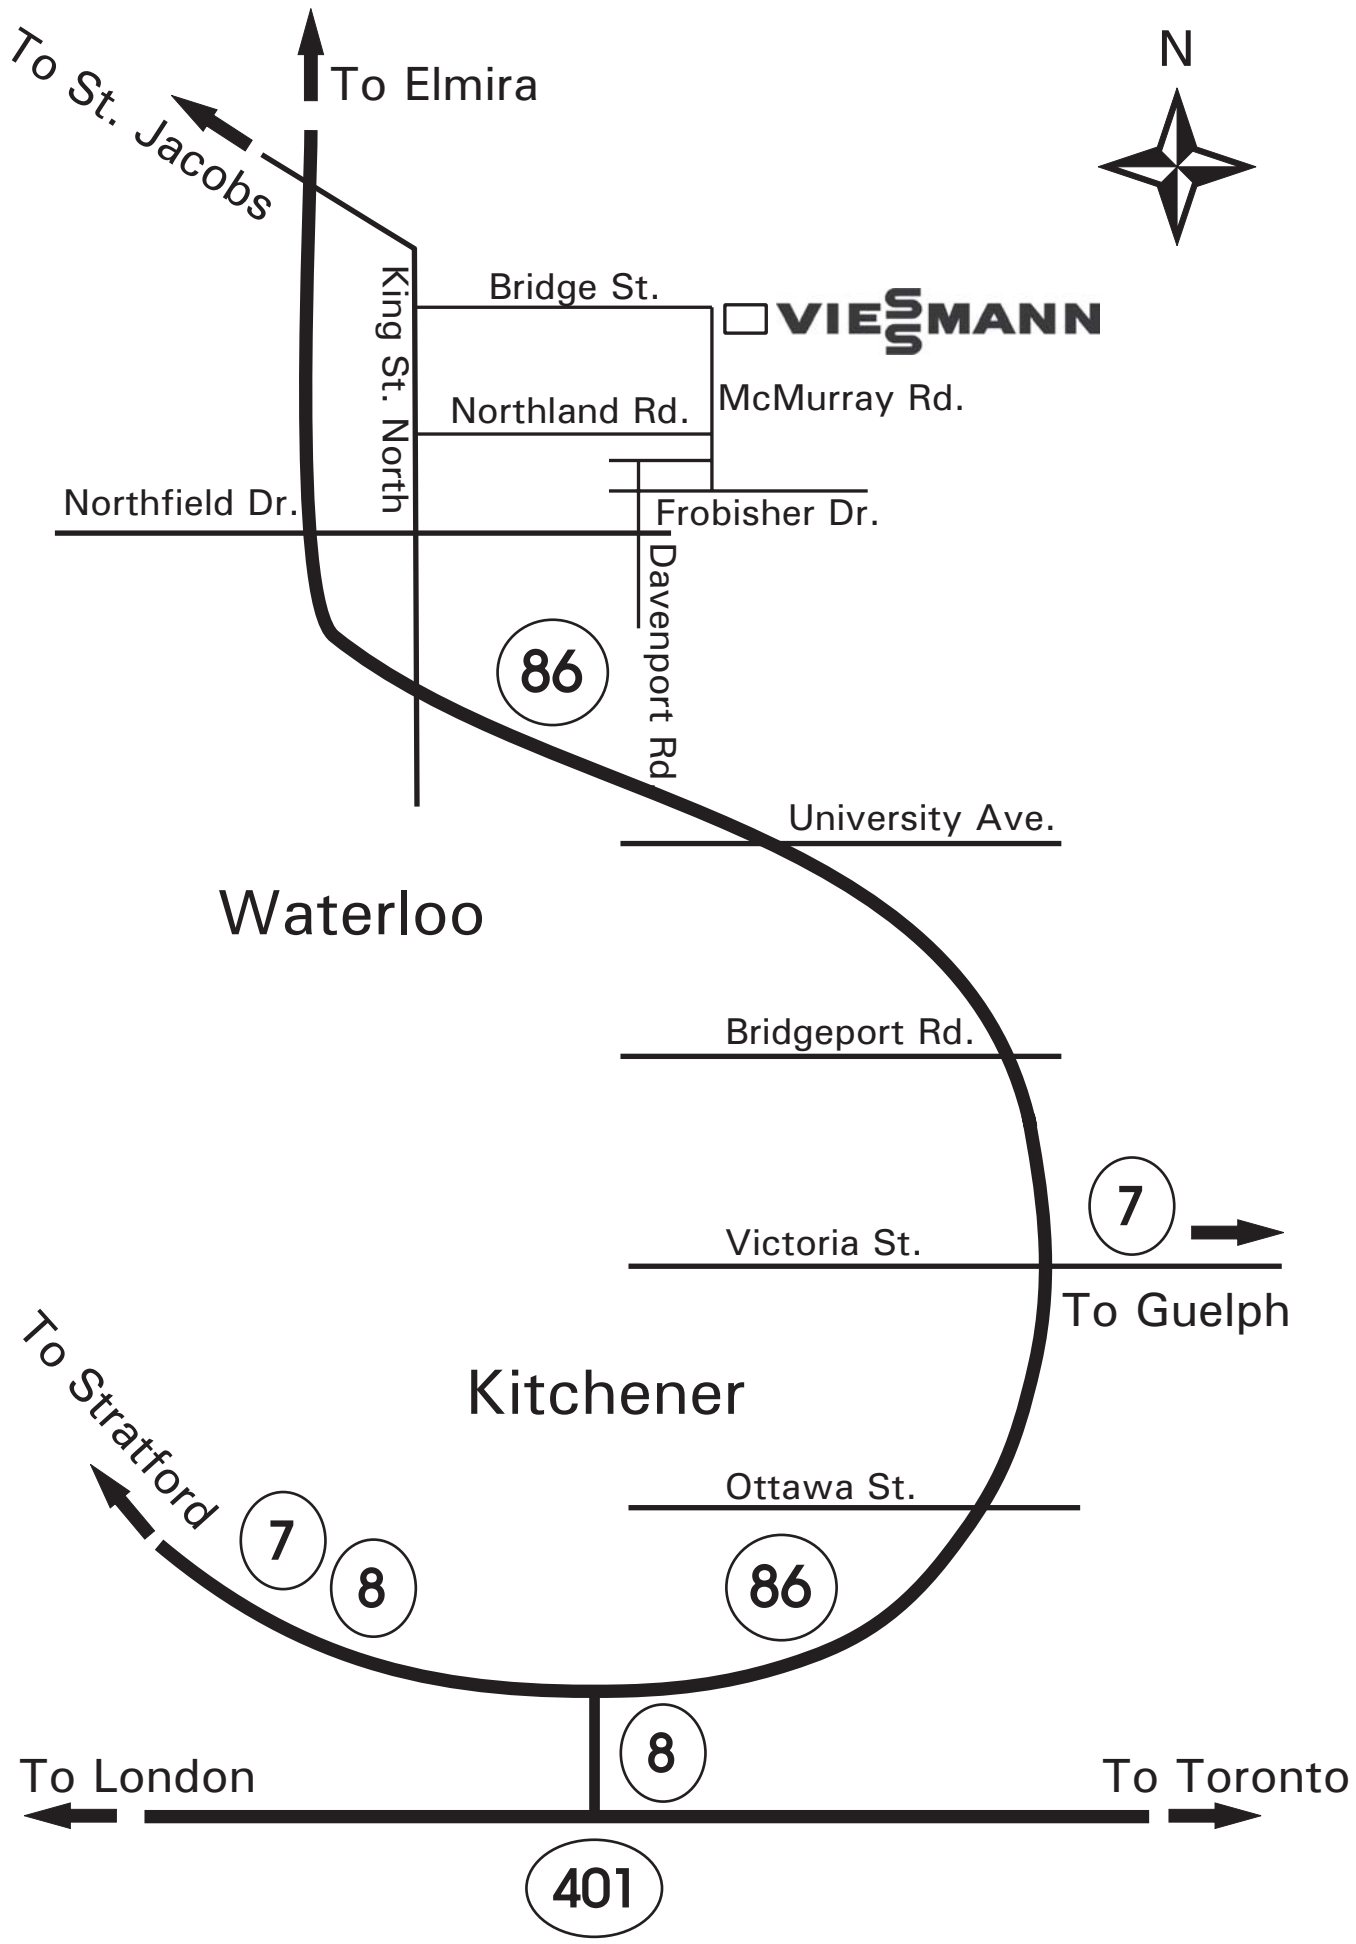 N
To Elmira
To St. Jacobs
Bridge St.
VIESSMANN
King St. North
McMurray Rd.
Northland Rd.
Northfield Dr.
Frobisher Dr.
Davenport Rd.
86
University Ave.
Waterloo
Bridgeport Rd.
7
Victoria St.
To Guelph
To Stratford
Kitchener
Ottawa St.
7
8
86
8
To London
To Toronto
401